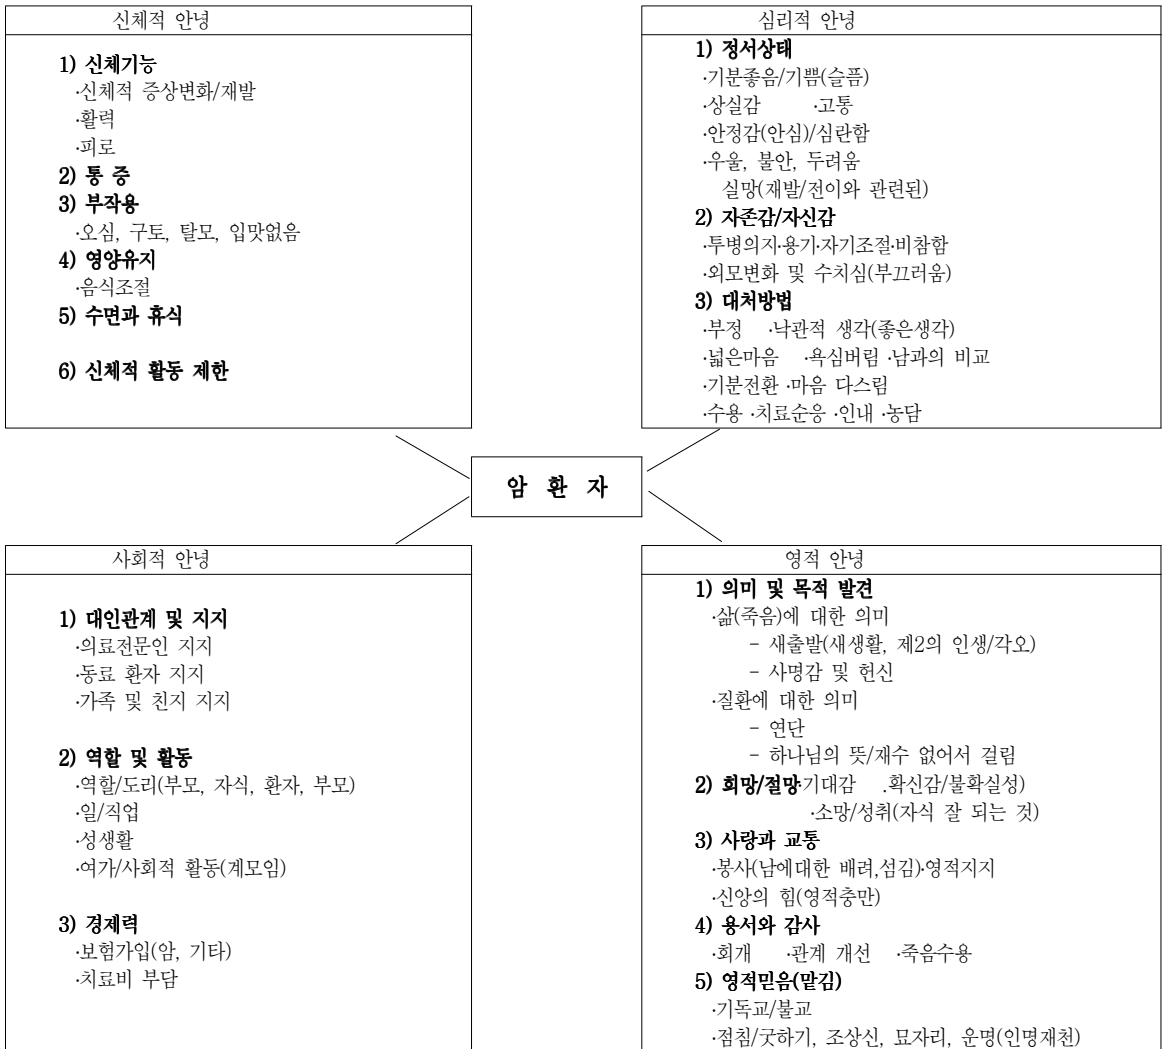 신체적 안녕
1) 신체기능
·신체적 증상변화/재발
·활력
·피로
2) 통 증
3) 부작용
·오심, 구토, 탈모, 입맛없음
4) 영양유지
·음식조절
5) 수면과 휴식
6) 신체적 활동 제한
심리적 안녕
1) 정서상태
·기분좋음/기쁨(슬픔)
·상실감 ·고통
·안정감(안심)/심란함
·우울, 불안, 두려움
실망(재발/전이와 관련된)
2) 자존감/자신감
·투병의지·용기·자기조절·비참함
·외모변화 및 수치심(부끄러움)
3) 대처방법
·부정 ·낙관적 생각(좋은생각)
·넓은마음 ·욕심버림 ·남과의 비교
·기분전환 ·마음 다스림
·수용 ·치료순응 ·인내 ·농담
암 환 자
사회적 안녕
1) 대인관계 및 지지
·의료전문인 지지
·동료 환자 지지
·가족 및 친지 지지
2) 역할 및 활동
·역할/도리(부모, 자식, 환자, 부모)
·일/직업
·성생활
·여가/사회적 활동(계모임)
3) 경제력
·보험가입(암, 기타)
·치료비 부담
영적 안녕
1) 의미 및 목적 발견
·삶(죽음)에 대한 의미
- 새출발(새생활, 제2의 인생/각오)
- 사명감 및 헌신
·질환에 대한 의미
- 연단
- 하나님의 뜻/재수 없어서 걸림
2) 희망/절망·기대감 .확신감/불확실성)
·소망/성취(자식 잘 되는 것)
3) 사랑과 교통
·봉사(남에대한 배려,섬김)·영적지지
·신앙의 힘(영적충만)
4) 용서와 감사
·회개 ·관계 개선 ·죽음수용
5) 영적믿음(맡김)
·기독교/불교
·점침/굿하기, 조상신, 묘자리, 운명(인명재천)